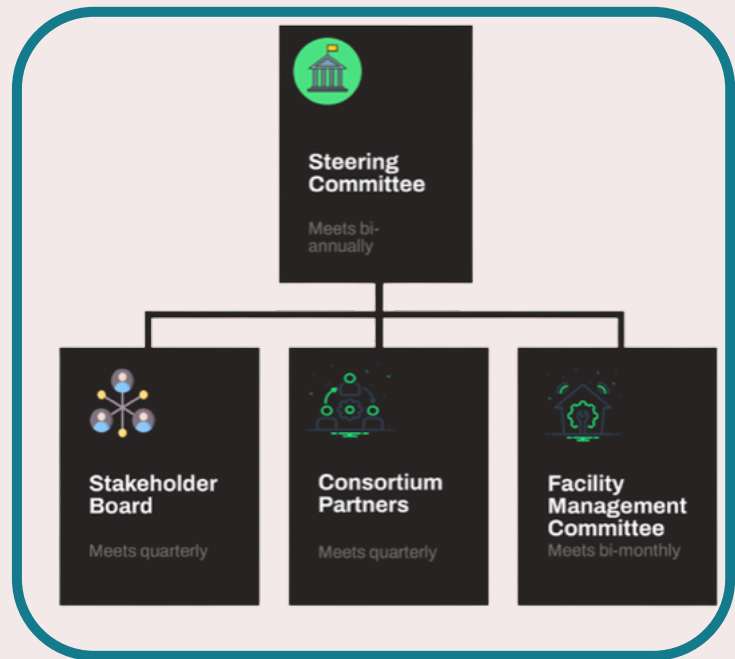 Steering
Committee
Meets bi-
annually
Stakeholder
Board
Meets quarterly
Consortium
Partners
Meets quarterly
Facility
Management
Committee
Meets bi-monthly